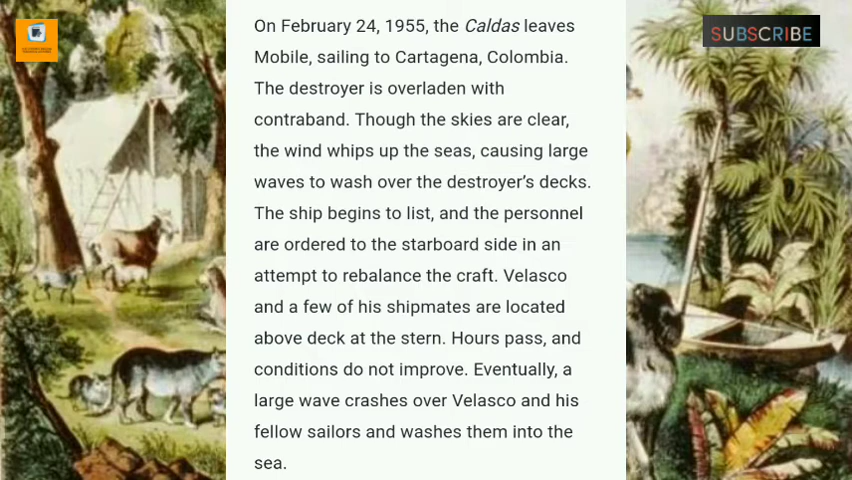 On February 24, 1955, the Caldas leaves
Mobile, sailing to Cartagena, Colombia.
The destroyer is overladen with
contraband. Though the skies are clear,
the wind whips up the seas, causing large
waves to wash over the destroyer’s decks.
The ship begins to list, and the personnel
are ordered to the starboard side in an
attempt to rebalance the craft. Velasco
and a few of his shipmates are located
above deck at the stern. Hours pass, and
conditions do not improve. Eventually, a
large wave crashes over Velasco and his
fellow sailors and washes them into the
sea.
SUBSCRIBE